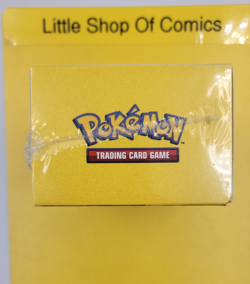 Little Shop Of Comics
POKéMON
TRADING CARD GAME